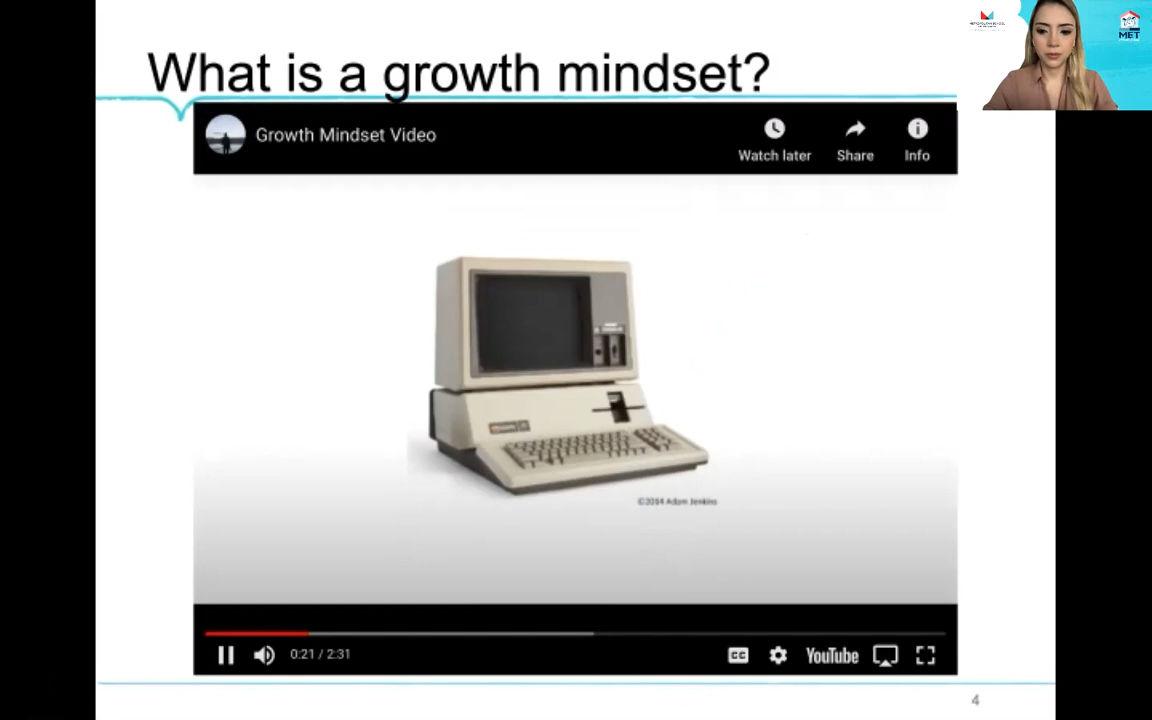 What is a growth mindset?
MET
Growth Mindset Video
Watch later
Share
Info
©2004 Adam Jenkins
0:21 / 2:31
CC
YouTube
4